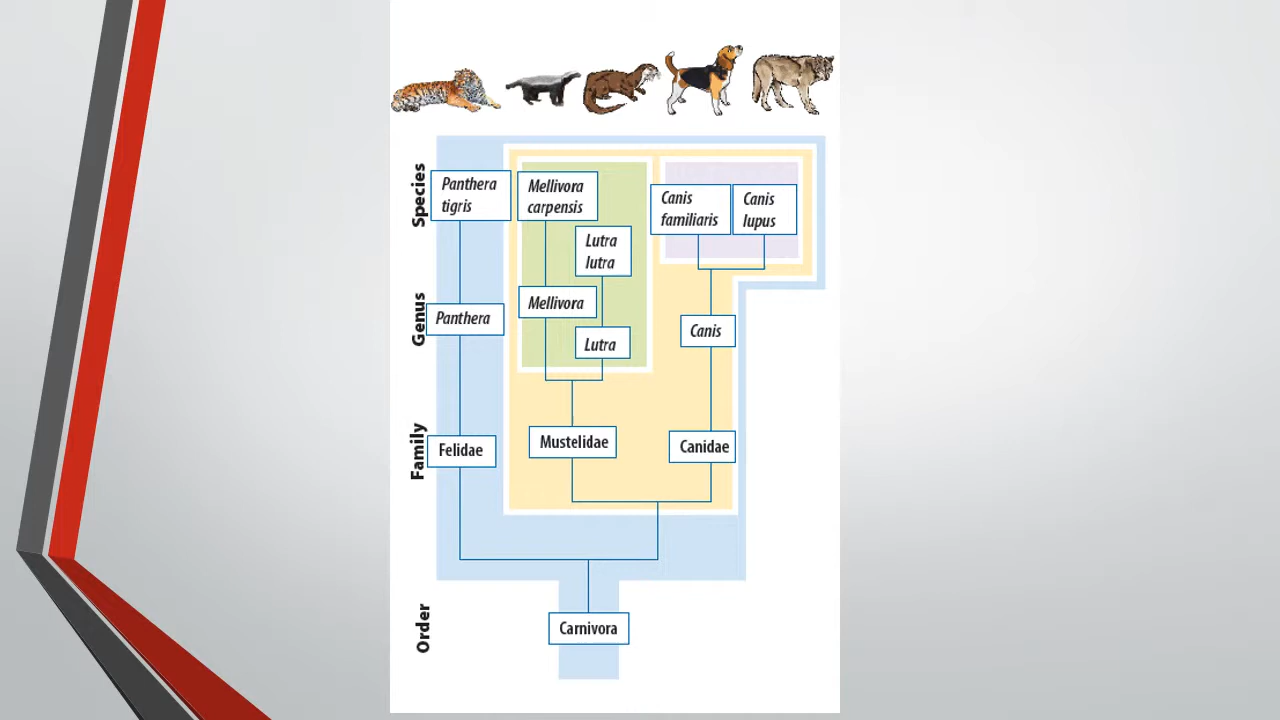 Species
Panthera
tigris
Mellivora
carpensis
Lutra
lutra
Canis
familiaris
Canis
lupus
Genus
Panthera
Mellivora
Lutra
Canis
Family
Felidae
Mustelidae
Canidae
Order
Carnivora